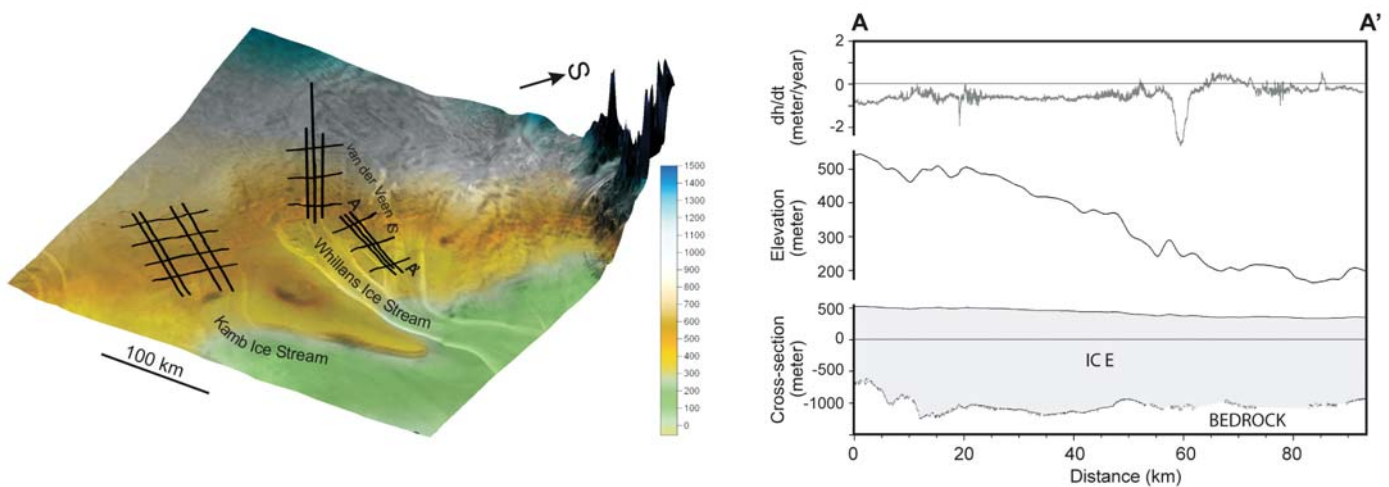 S
van der Veen IS
A
A'
Whillans Ice Stream
Kamb Ice Stream
100 km
1500
1400
1300
1200
1100
1000
900
800
700
600
500
400
300
200
100
0
A A'
dh/dt
(meter/year)
2
0
-2
Elevation
(meter)
500
400
300
200
Cross-section
(meter)
500
0
-500
-1000
ICE
BEDROCK
0 20 40 60 80
Distance (km)